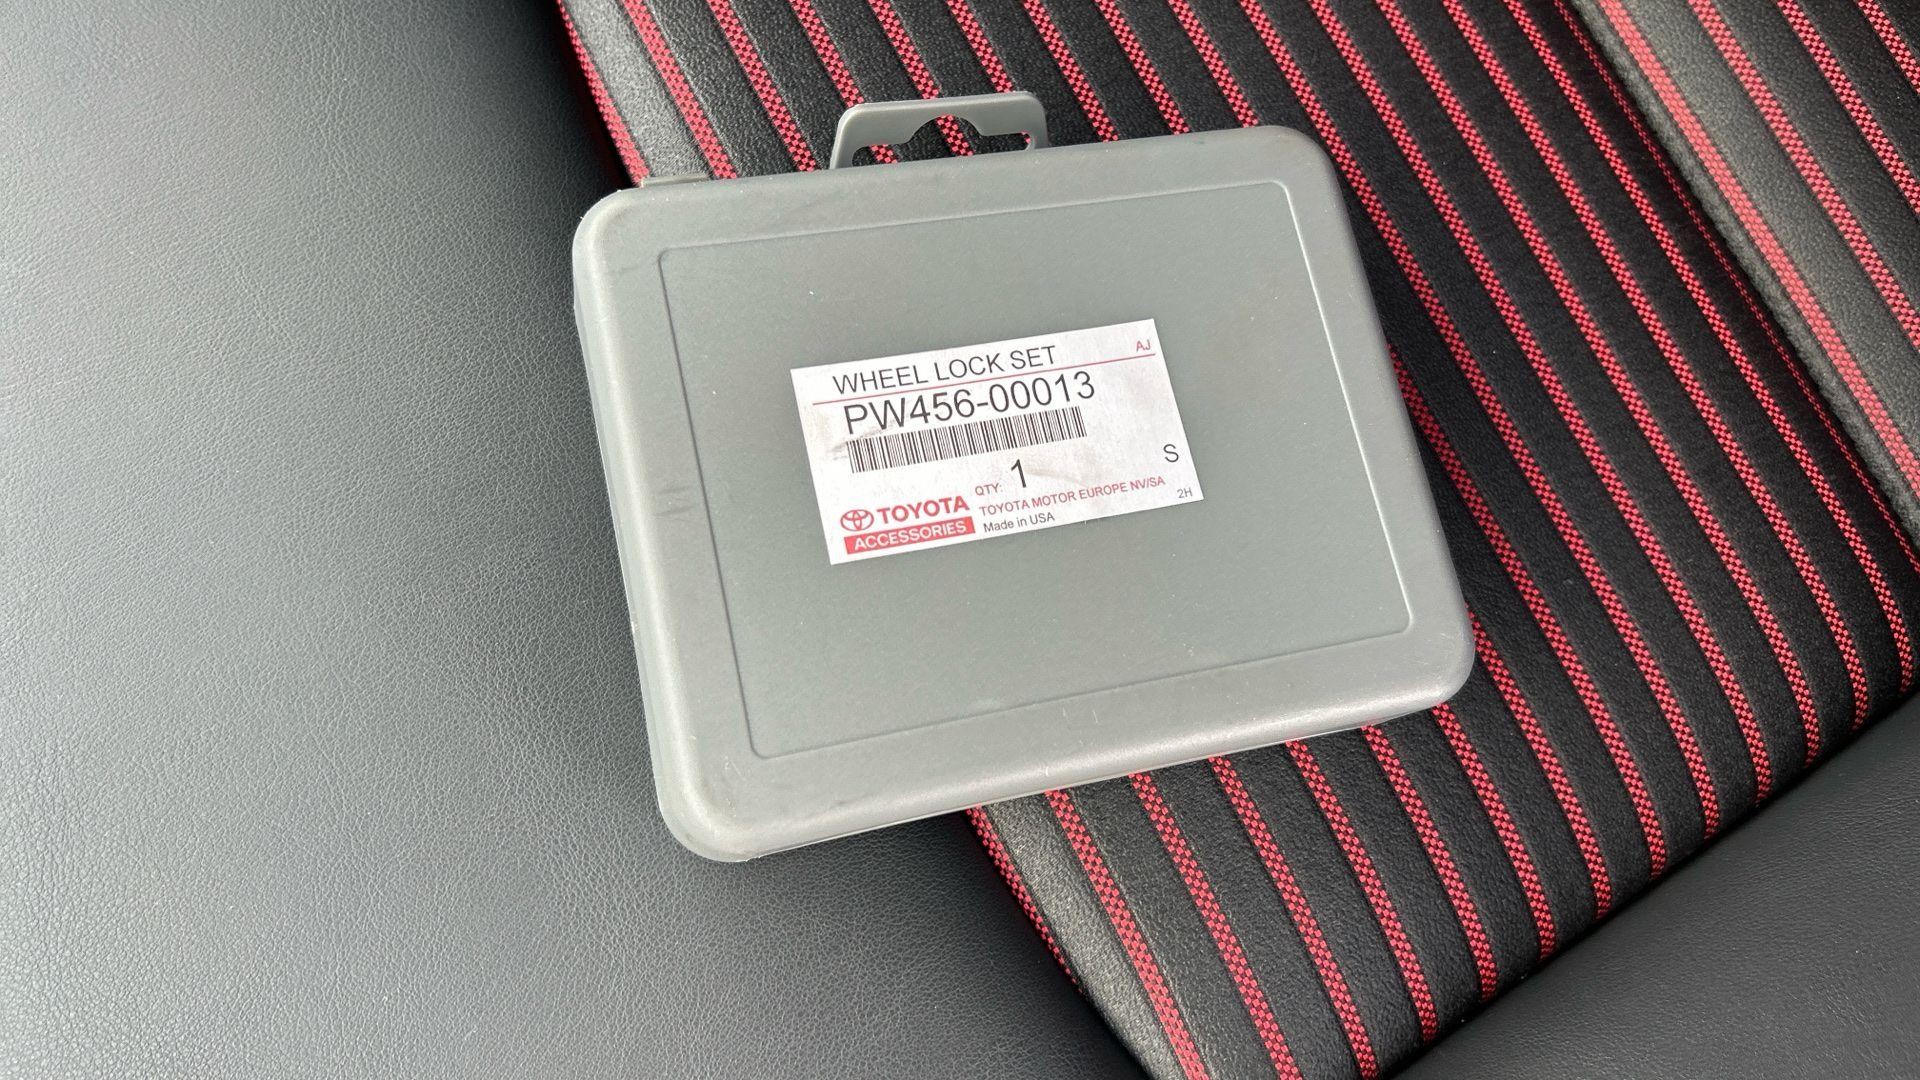 WHEEL LOCK SET AJ
PW456-00013
QTY: 1 S
TOYOTA TOYOTA MOTOR EUROPE NV/SA 2H
ACCESSORIES Made in USA